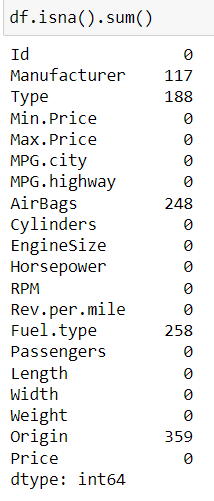 df.isna().sum()
Id 0
Manufacturer 117
Type 188
Min.Price 0
Max.Price 0
MPG.city 0
MPG.highway 0
AirBags 248
Cylinders 0
EngineSize 0
Horsepower 0
RPM 0
Rev.per.mile 0
Fuel.type 258
Passengers 0
Length 0
Width 0
Weight 0
Origin 359
Price 0
dtype: int64